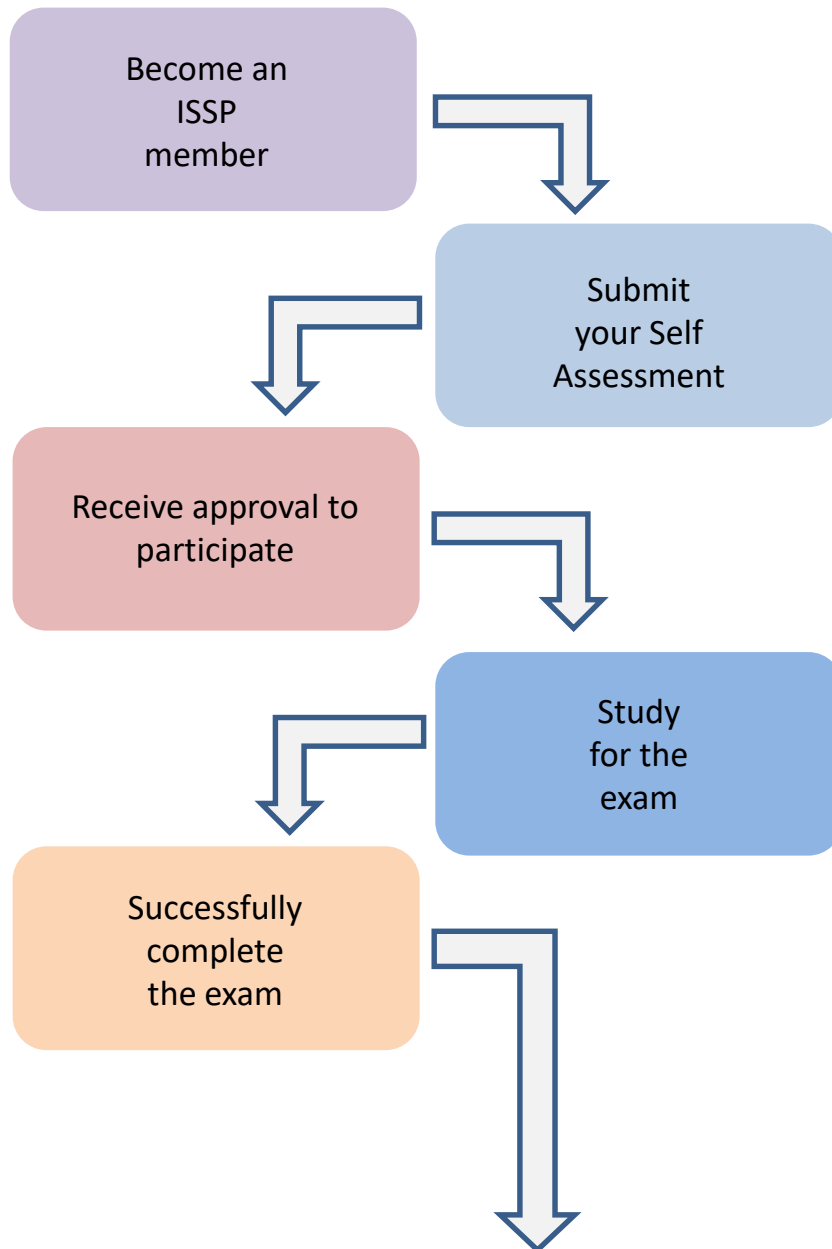 Become an
ISSP
member
Submit
your Self
Assessment
Receive approval to
participate
Study
for the
exam
Successfully
complete
the exam